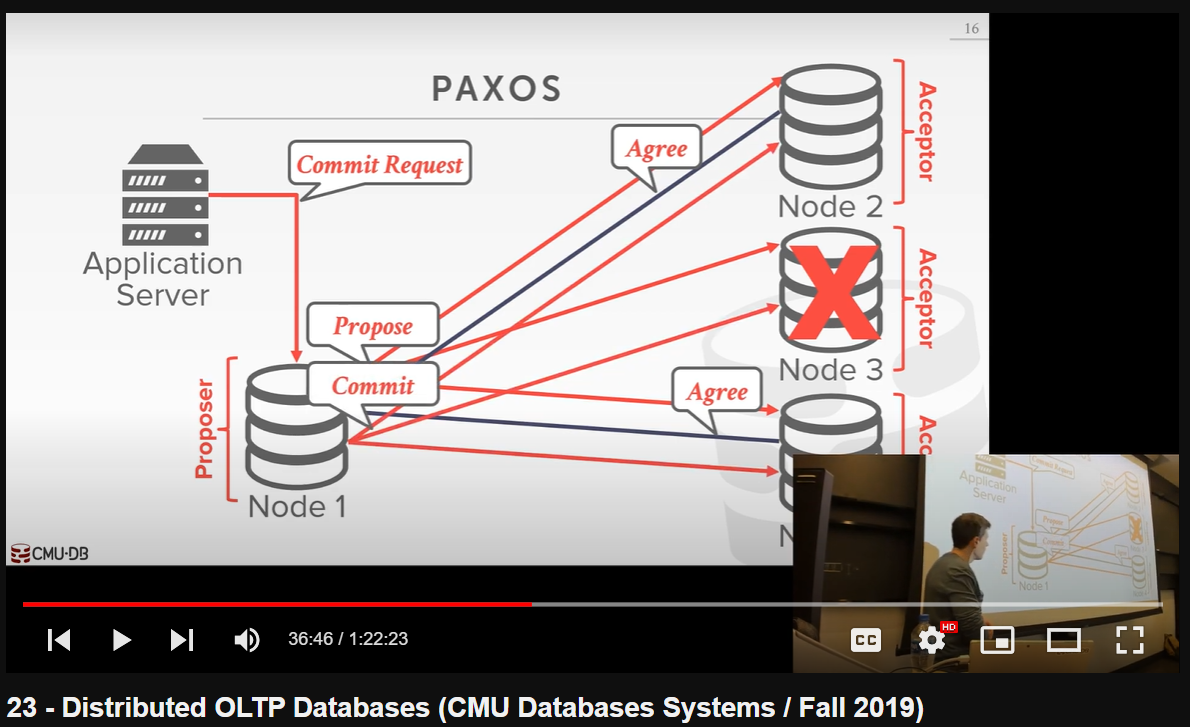 16
PAXOS
Commit Request
Agree
Acceptor
Node 2
Application
Server
Propose
Acceptor
Node 3
Commit
Agree
Proposer
Node 1
Acc
N
CMU·DB
Application
Server
Proposer
Node 1
36:46 / 1:22:23
CC
HD
23 - Distributed OLTP Databases (CMU Databases Systems / Fall 2019)